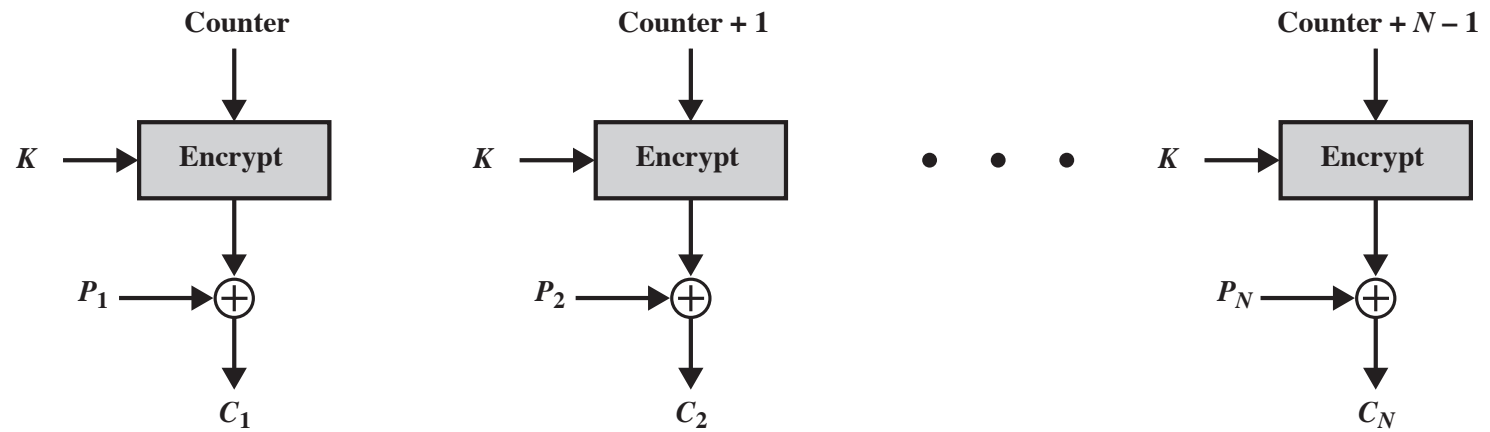 Counter
Counter + 1
Counter + N – 1
K
Encrypt
K
Encrypt
• • •
K
Encrypt
P1
P2
PN
C1
C2
CN